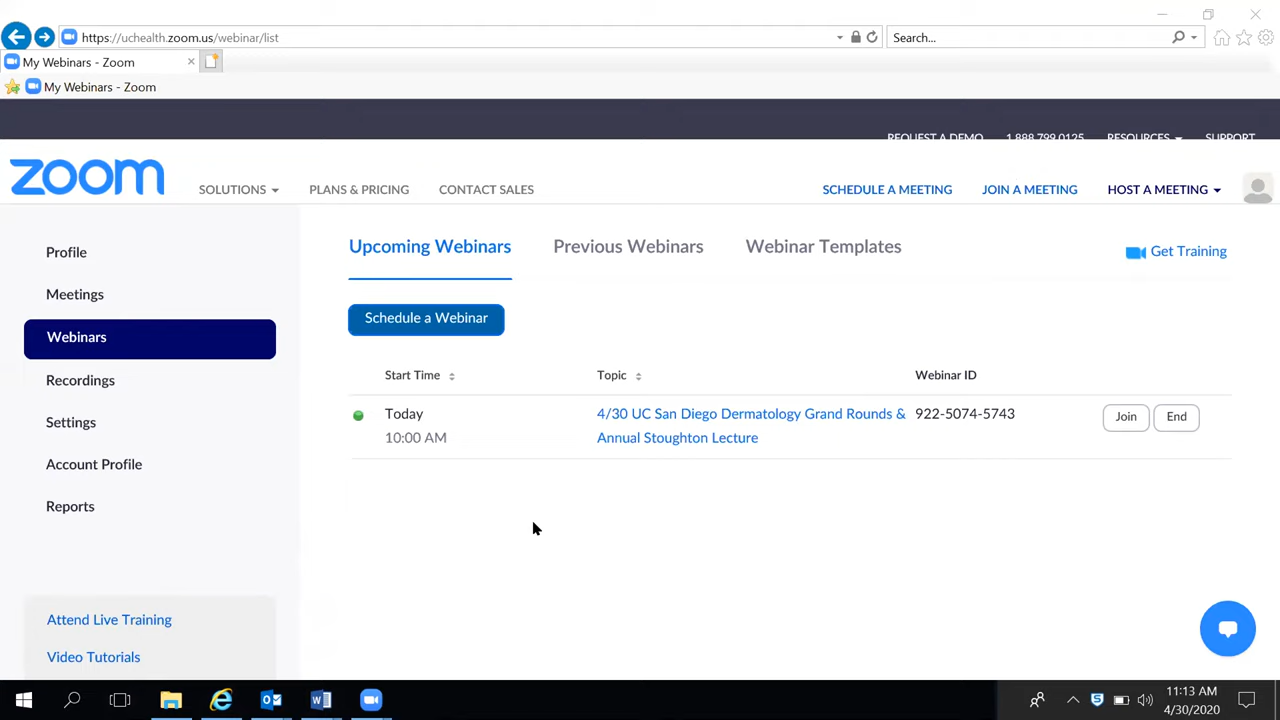 https://uchealth.zoom.us/webinar/list
Search...
My Webinars - Zoom
My Webinars - Zoom
REQUEST A DEMO 1.888.799.0125 RESOURCES SUPPORT
zoom
SOLUTIONS PLANS & PRICING CONTACT SALES SCHEDULE A MEETING JOIN A MEETING HOST A MEETING
Profile
Meetings
Webinars
Recordings
Settings
Account Profile
Reports
Attend Live Training
Video Tutorials
Upcoming Webinars Previous Webinars Webinar Templates
Get Training
Schedule a Webinar
Start Time Topic Webinar ID
Today 4/30 UC San Diego Dermatology Grand Rounds & 922-5074-5743 Join End
10:00 AM Annual Stoughton Lecture
11:13 AM
4/30/2020